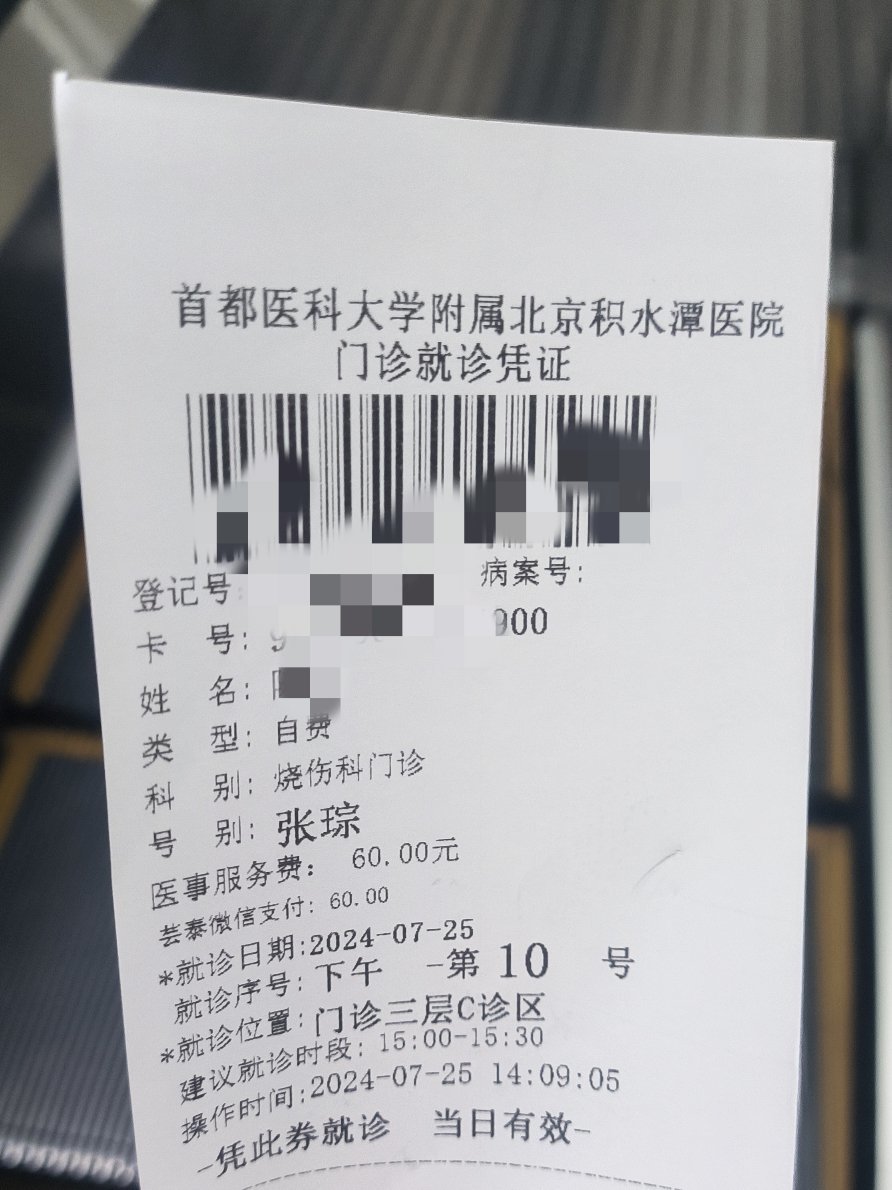 首都医科大学附属北京积水潭医院
门诊就诊凭证
登记号:
病案号:
卡 号: 9 900
姓 名:
类 型: 自费
科 别: 烧伤科门诊
号 别: 张琮
医事服务费: 60.00元
芸泰微信支付: 60.00
*就诊日期:2024-07-25
就诊序号: 下午 -第 10 号
*就诊位置: 门诊三层C诊区
建议就诊时段: 15:00-15:30
操作时间:2024-07-25 14:09:05
-凭此券就诊 当日有效-